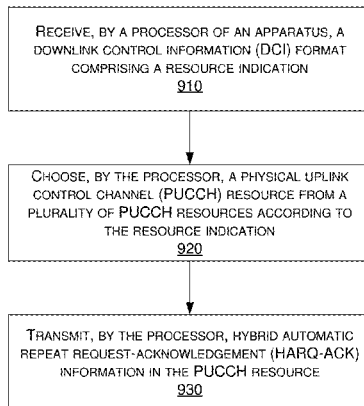 RECEIVE, BY A PROCESSOR OF AN APPARATUS, A
DOWNLINK CONTROL INFORMATION (DCI) FORMAT
COMPRISING A RESOURCE INDICATION
910
CHOOSE, BY THE PROCESSOR, A PHYSICAL UPLINK
CONTROL CHANNEL (PUCCH) RESOURCE FROM A
PLURALITY OF PUCCH RESOURCES ACCORDING TO
THE RESOURCE INDICATION
920
TRANSMIT, BY THE PROCESSOR, HYBRID AUTOMATIC
REPEAT REQUEST-ACKNOWLEDGEMENT (HARQ-ACK)
INFORMATION IN THE PUCCH RESOURCE
930